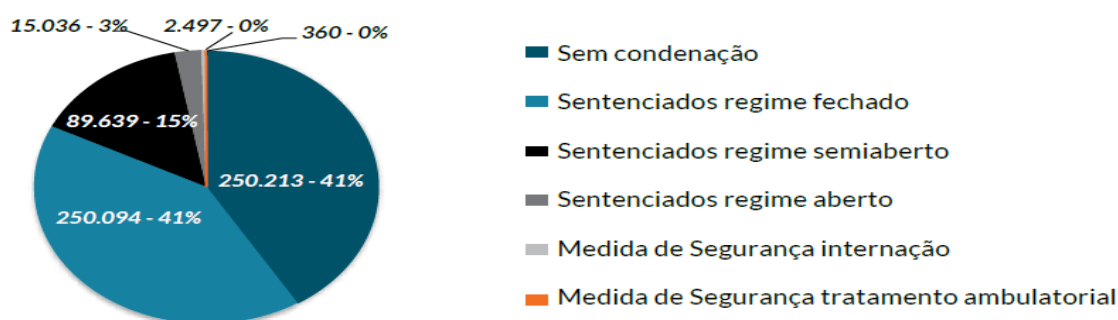 15.036 - 3%
2.497 - 0%
360 - 0%
89.639 - 15%
250.213 - 41%
250.094 - 41%
Sem condenação
Sentenciados regime fechado
Sentenciados regime semiaberto
Sentenciados regime aberto
Medida de Segurança internação
Medida de Segurança tratamento ambulatorial